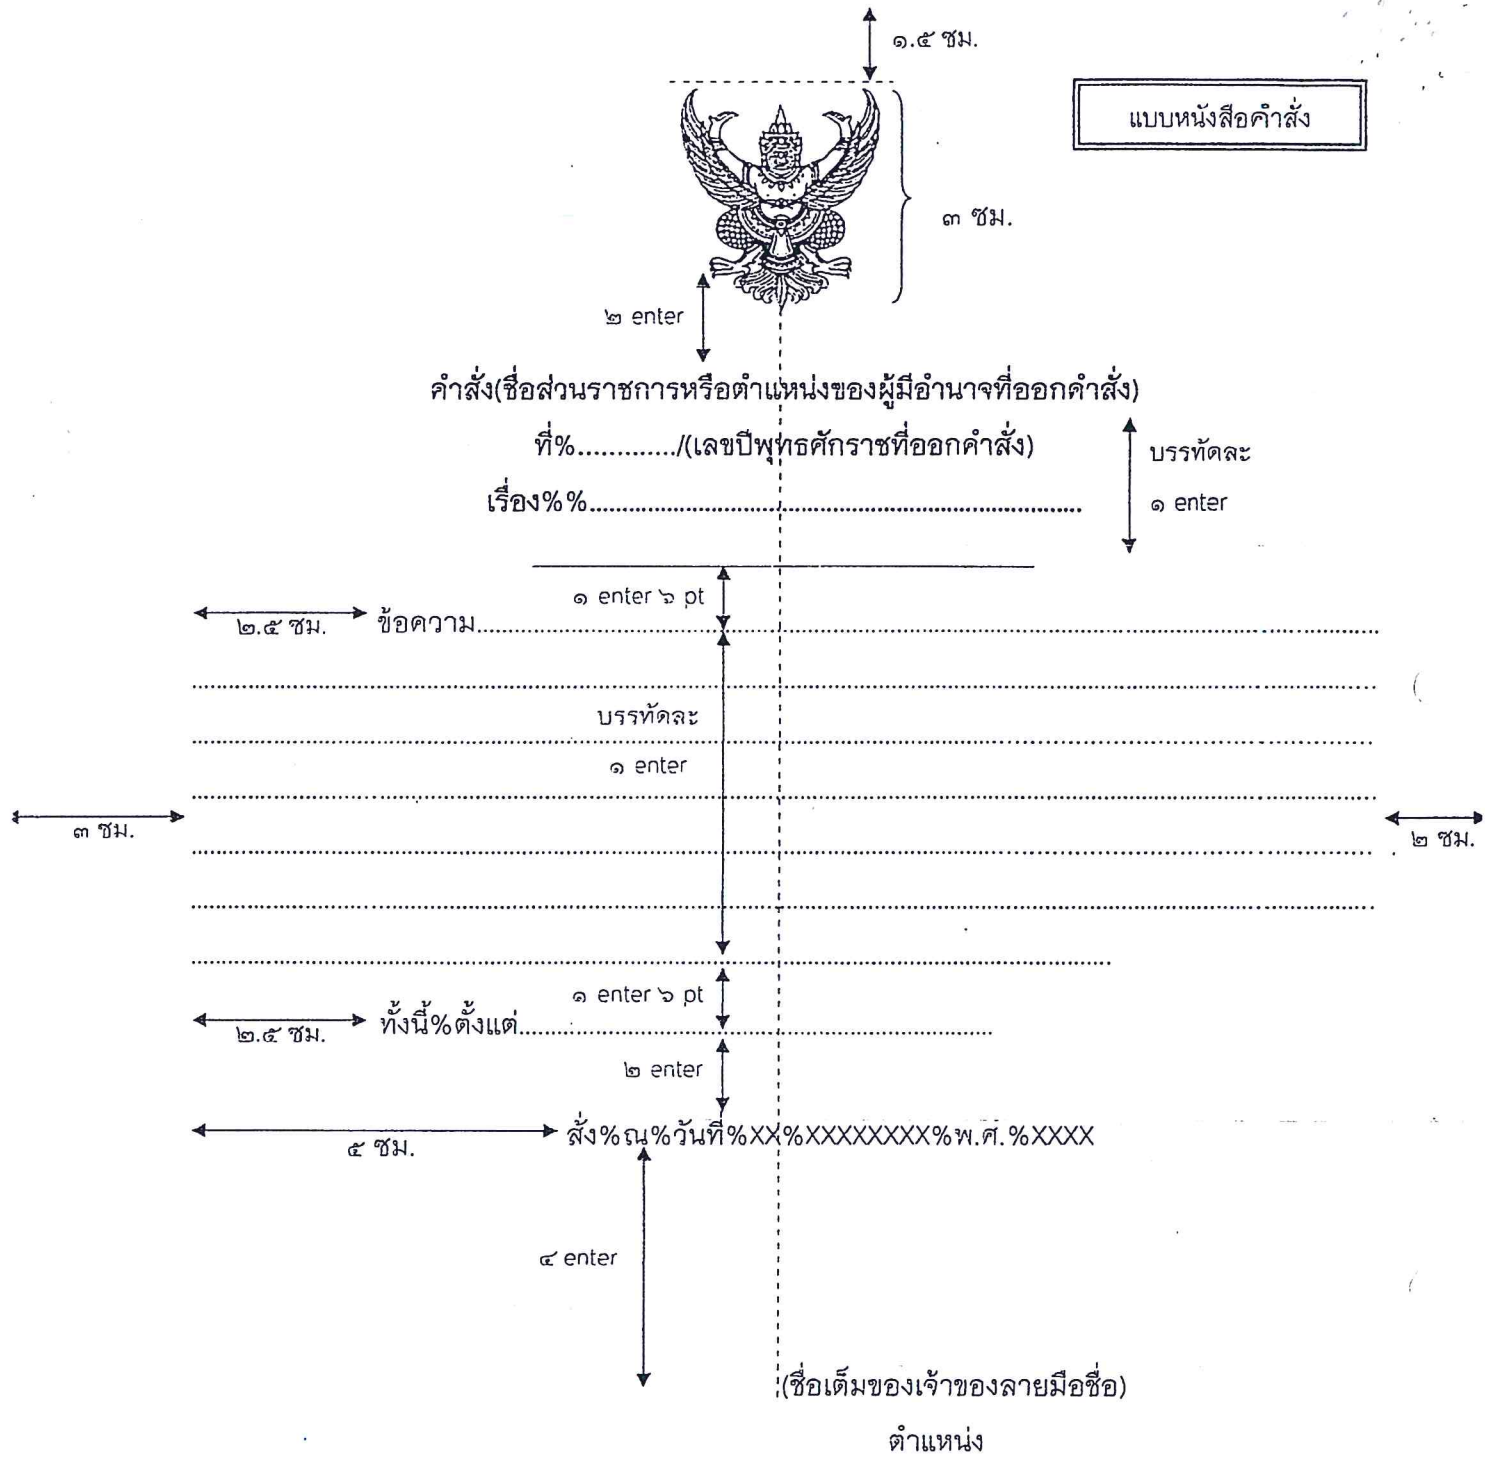 ๑.๕ ซม.
แบบหนังสือคำสั่ง
๓ ซม.
๒ enter
คำสั่ง(ชื่อส่วนราชการหรือตำแหน่งของผู้มีอำนาจที่ออกคำสั่ง)
ที่%............./(เลขปีพุทธศักราชที่ออกคำสั่ง)
บรรทัดละ
๑ enter
เรื่อง%%..................................................................
๑ enter ๖ pt
๒.๕ ซม.
ข้อความ..................................................................
บรรทัดละ
๑ enter
๓ ซม.
๒ ซม.
๑ enter ๖ pt
๒.๕ ซม.
ทั้งนี้%ตั้งแต่..................................................................
๒ enter
๕ ซม.
สั่ง%ณ%วันที่%XX%XXXXXXXX%พ.ศ.%XXXX
๔ enter
(ชื่อเต็มของเจ้าของลายมือชื่อ)
ตำแหน่ง